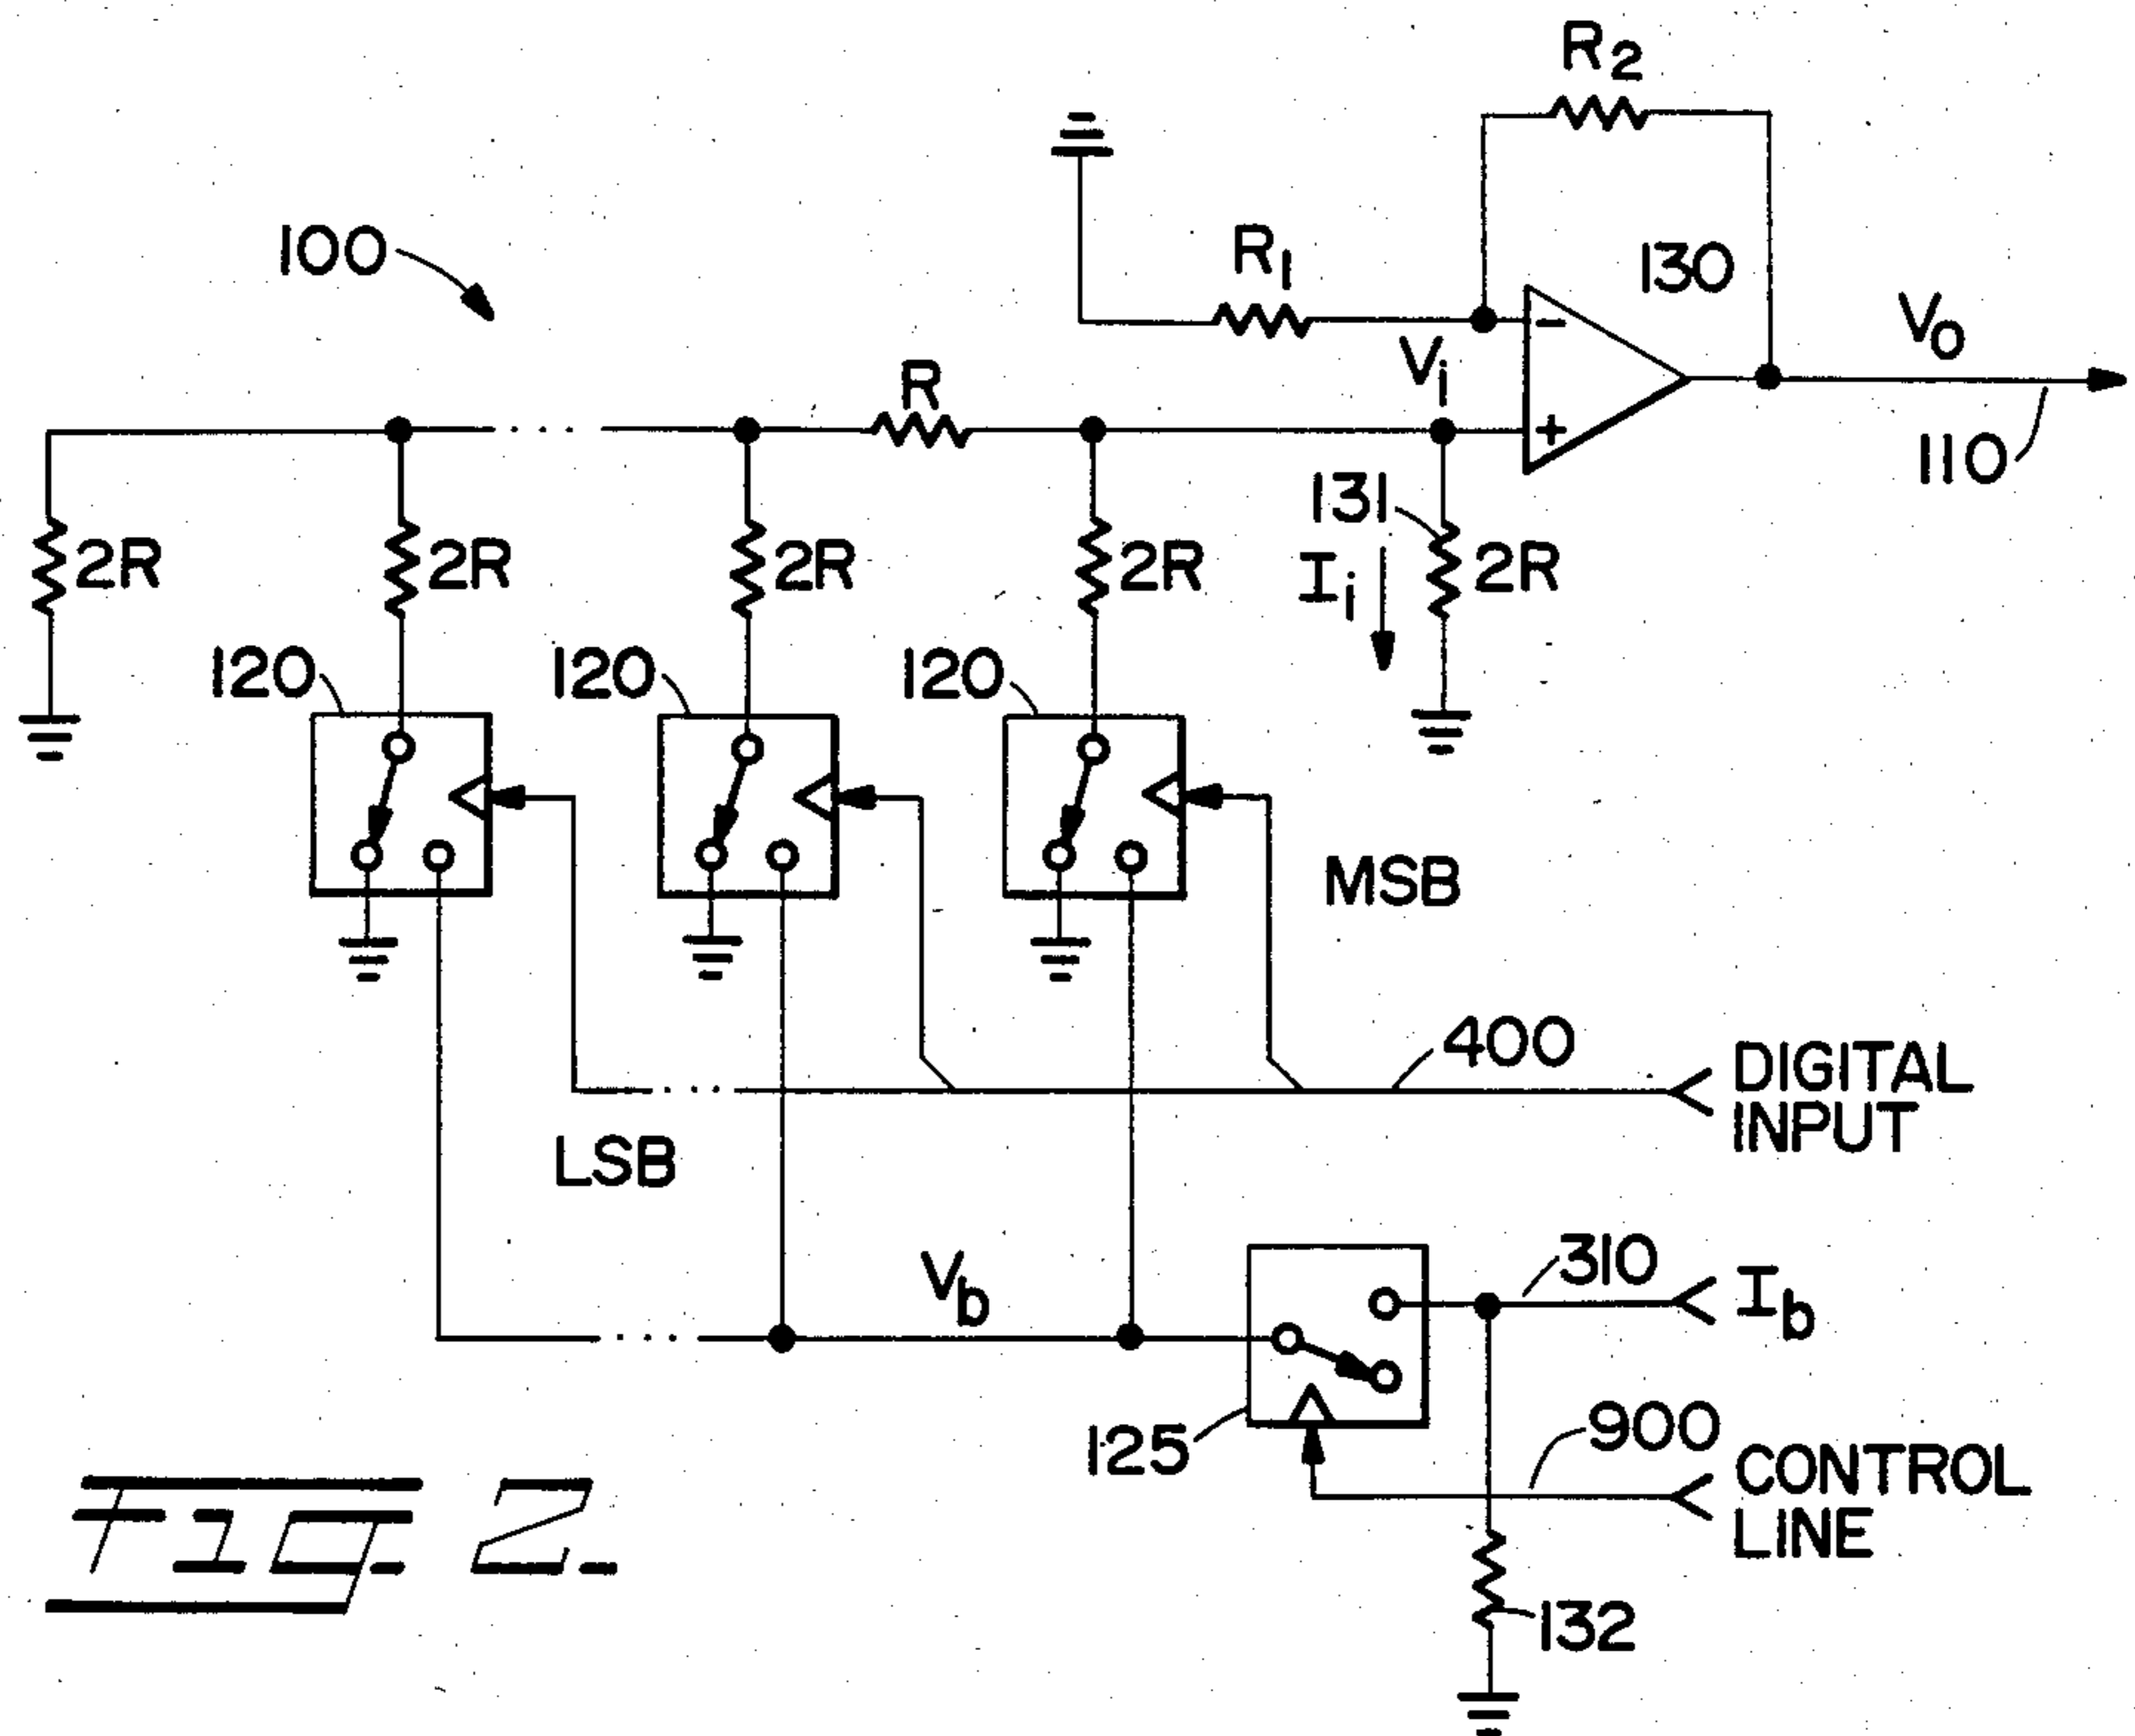 R2
100
R1
130
Vi
Vo
R
110
131
Ii
2R
2R
2R
2R
2R
120
120
120
MSB
400
DIGITAL
INPUT
LSB
Vb
310
Ib
125
900
CONTROL
LINE
132
FIG. 2.